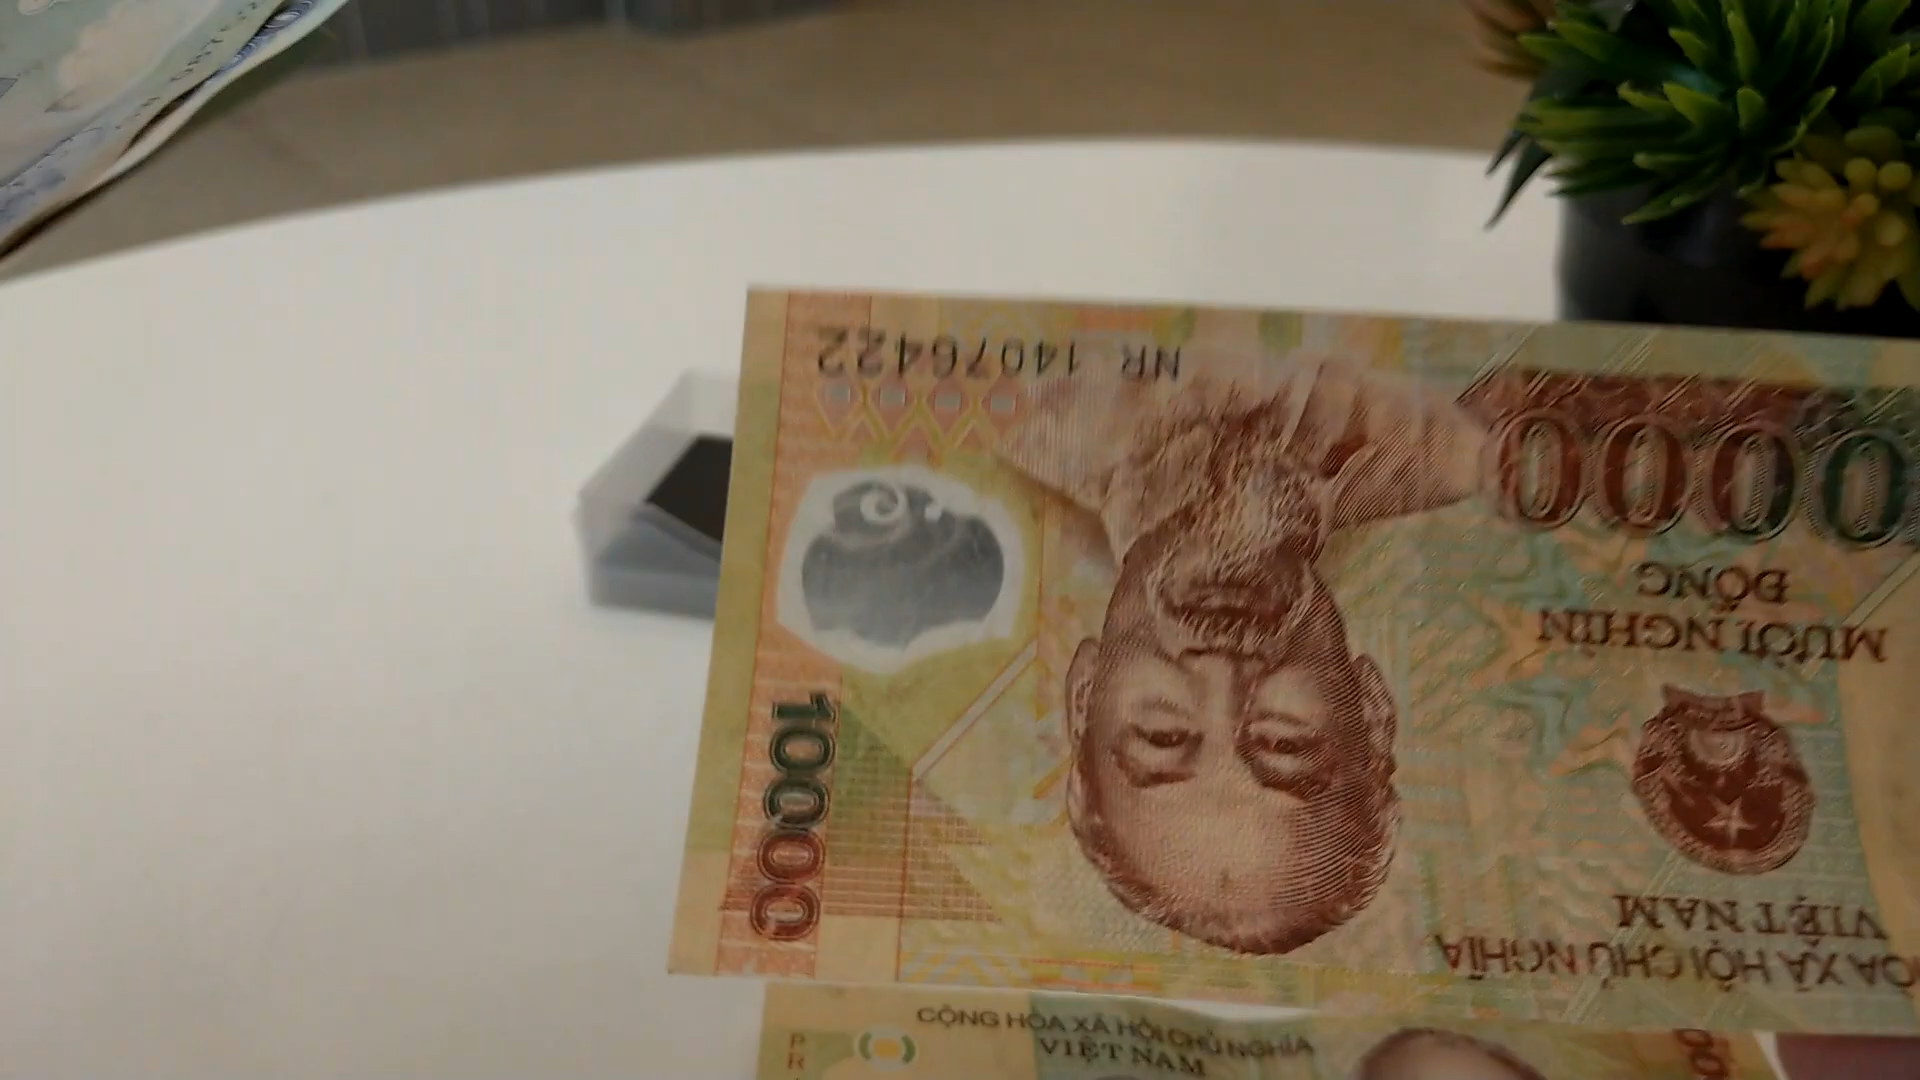 NR 14076422
0000
MƯỜI NGHÌN
ĐỒNG
VIỆT NAM
XÃ HỘI CHỦ NGHĨA
10000
CỘNG HÒA XÃ HỘI CHỦ NGHĨA
VIỆT NAM
PR